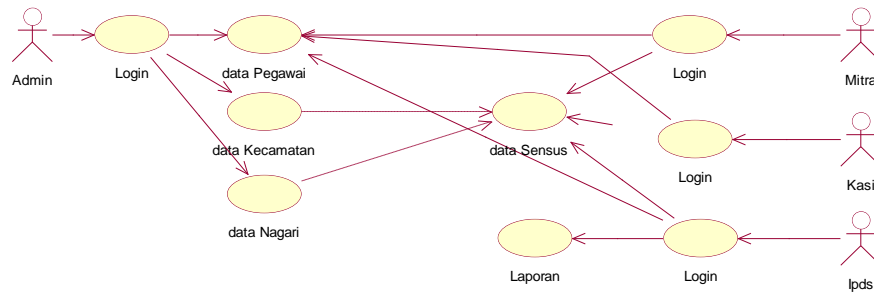 Admin
Login
data Pegawai
Login
Mitra
data Kecamatan
data Sensus
Login
Kasi
data Nagari
Laporan
Login
Ipds